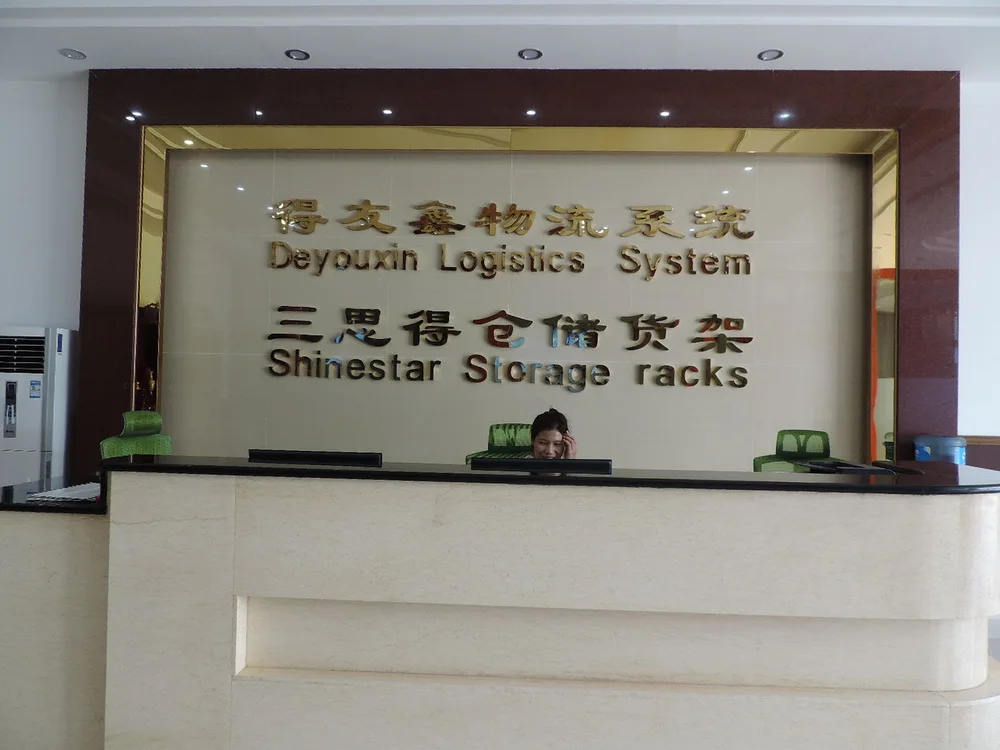 得友鑫物流系统
Deyouxin Logistics System
三思得仓储货架
Shinestar Storage racks